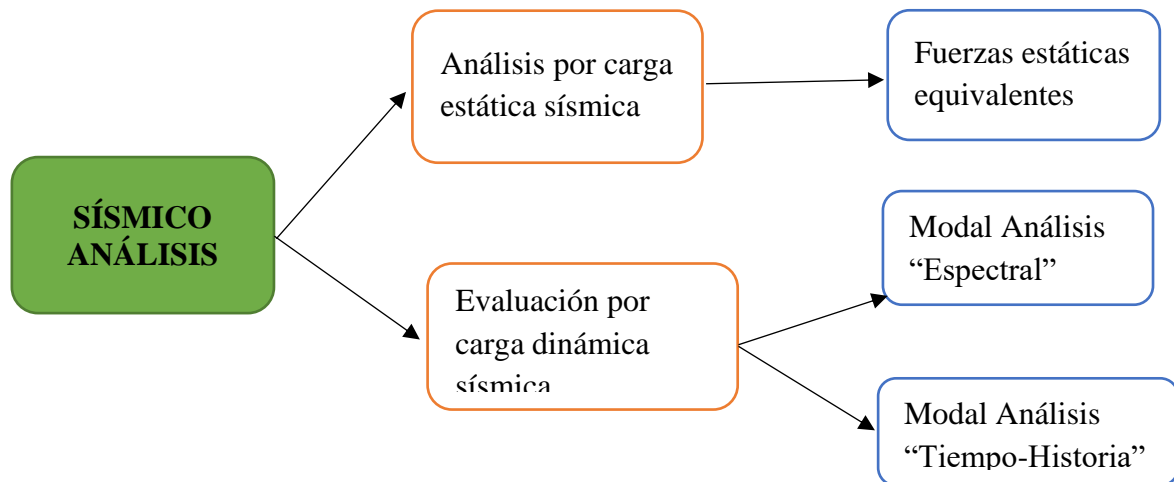 SÍSMICO
ANÁLISIS
Análisis por carga
estática sísmica
Fuerzas estáticas
equivalentes
Evaluación por
carga dinámica
sísmica
Modal Análisis
“Espectral”
Modal Análisis
“Tiempo-Historia”